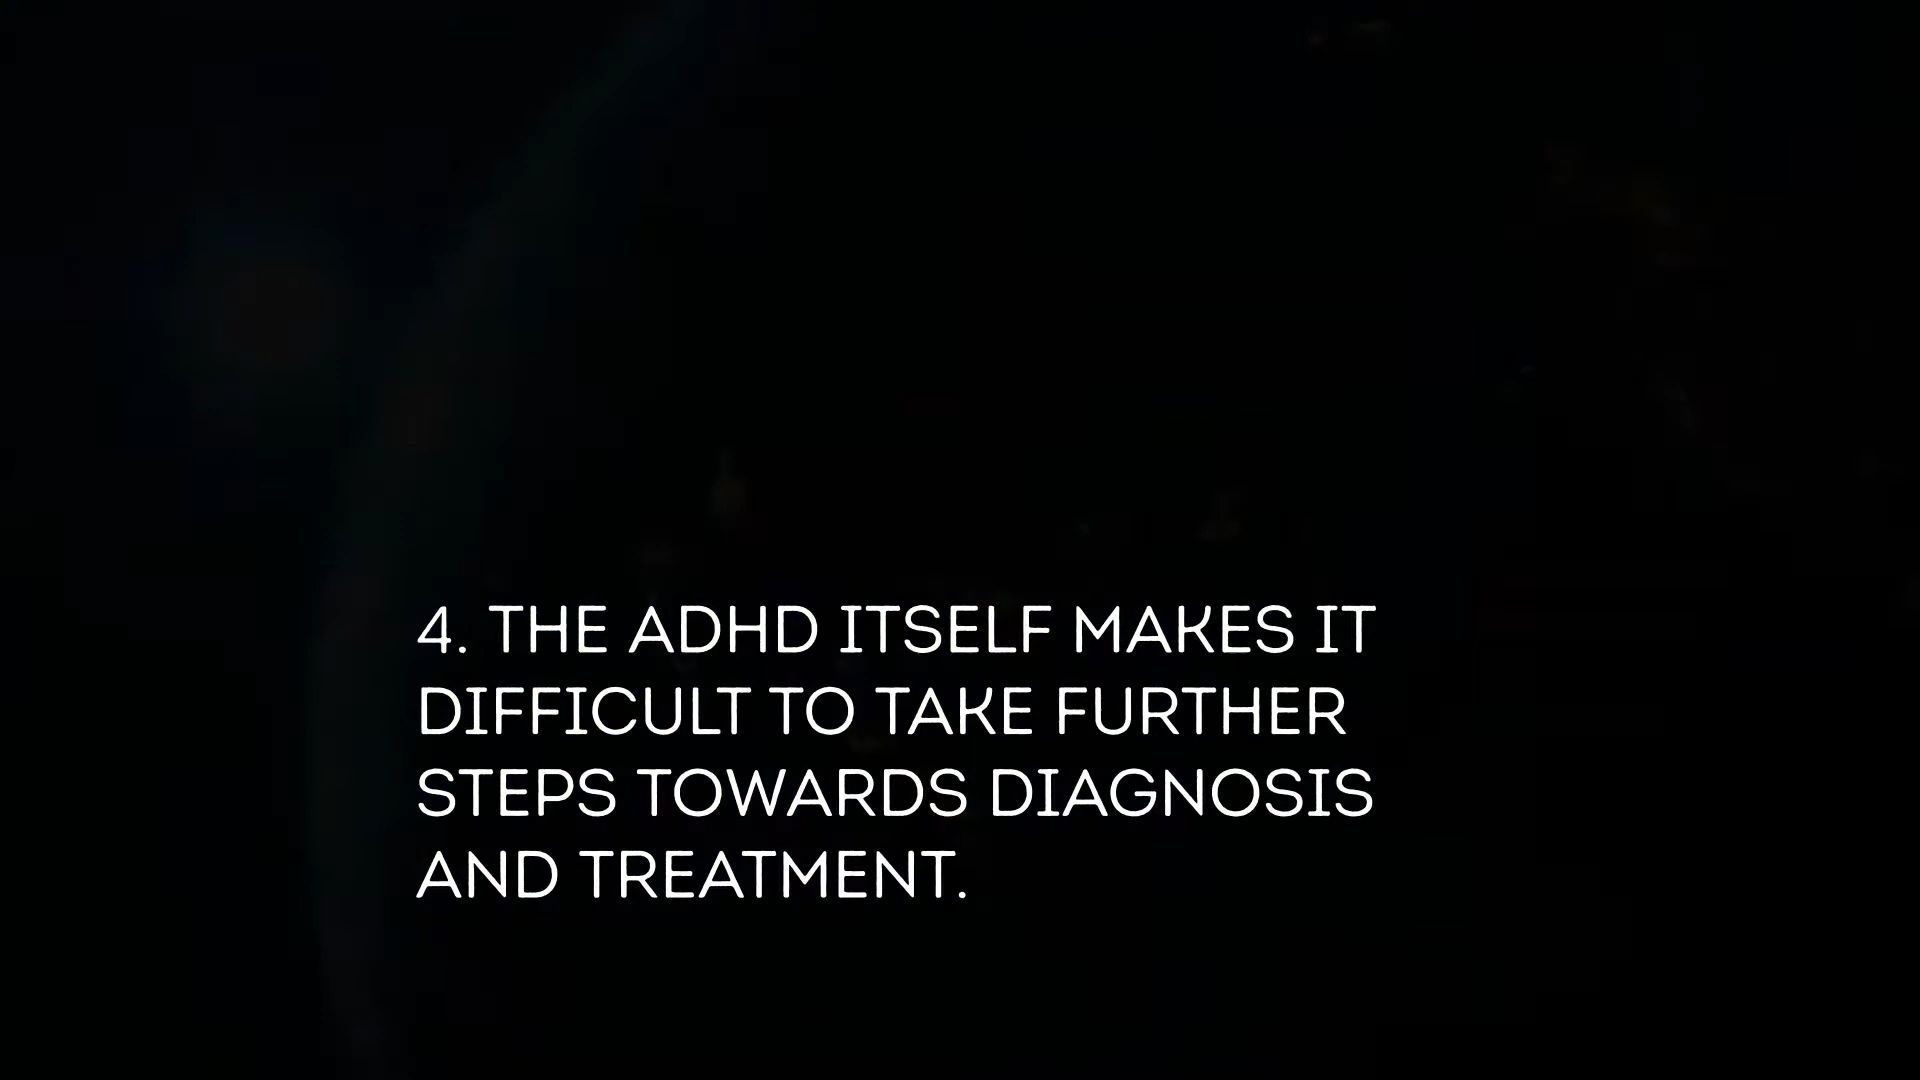 4. THE ADHD ITSELF MAKES IT
DIFFICULT TO TAKE FURTHER
STEPS TOWARDS DIAGNOSIS
AND TREATMENT.